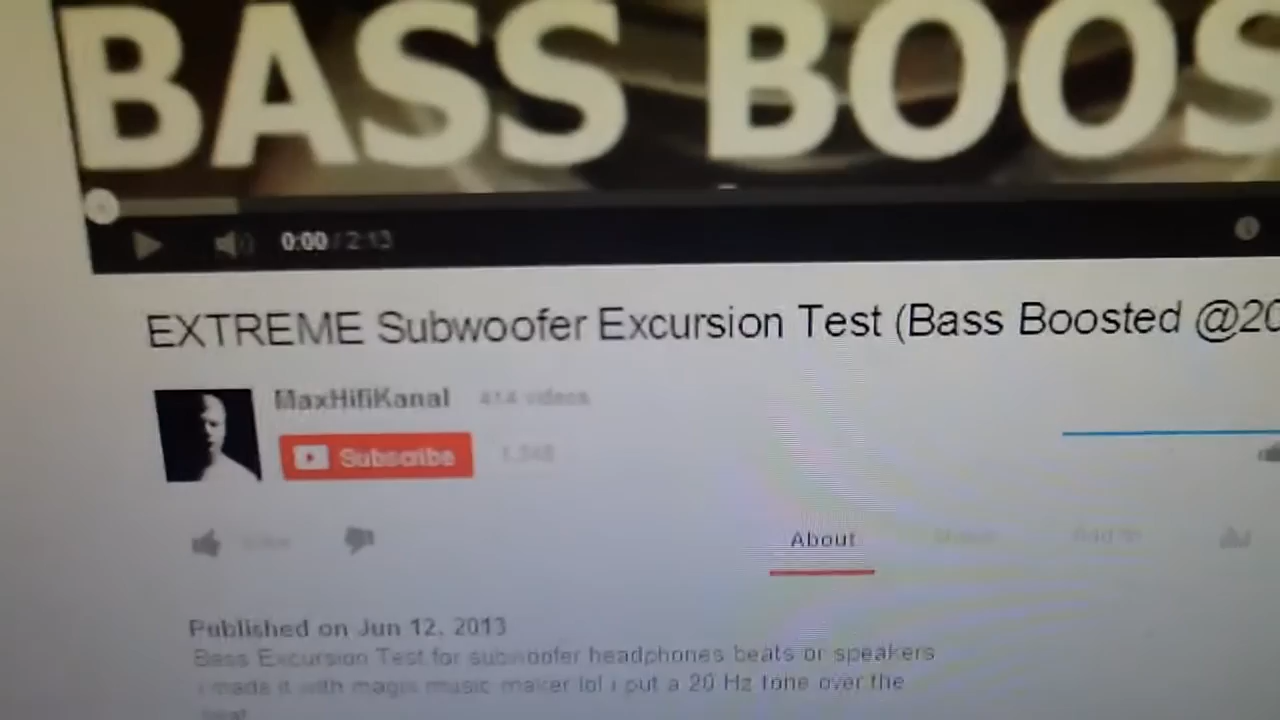 BASS BOOS
0:00 / 2:13
EXTREME Subwoofer Excursion Test (Bass Boosted @20
MaxHifiKanal 414 videos
Subscribe
About
Published on Jun 12, 2013
Bass Excursion Test for subwoofer headphones beats or speakers
i made it with magix music maker lol i put a 20 Hz tone over the